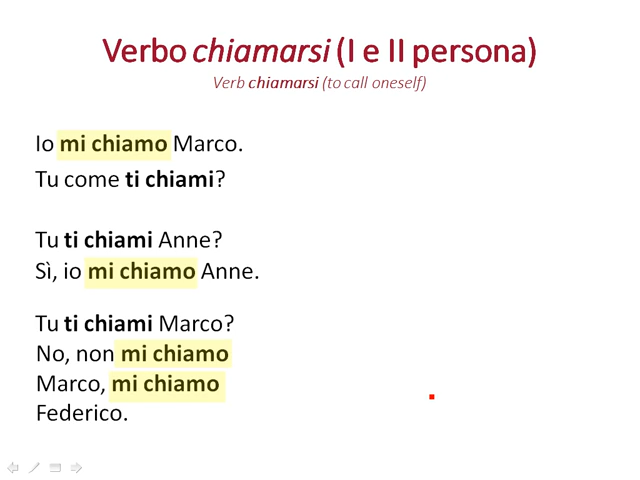 Verbo chiamarsi (I e II persona)
Verb chiamarsi (to call oneself)
Io mi chiamo Marco.
Tu come ti chiami?
Tu ti chiami Anne?
Sì, io mi chiamo Anne.
Tu ti chiami Marco?
No, non mi chiamo
Marco, mi chiamo
Federico.